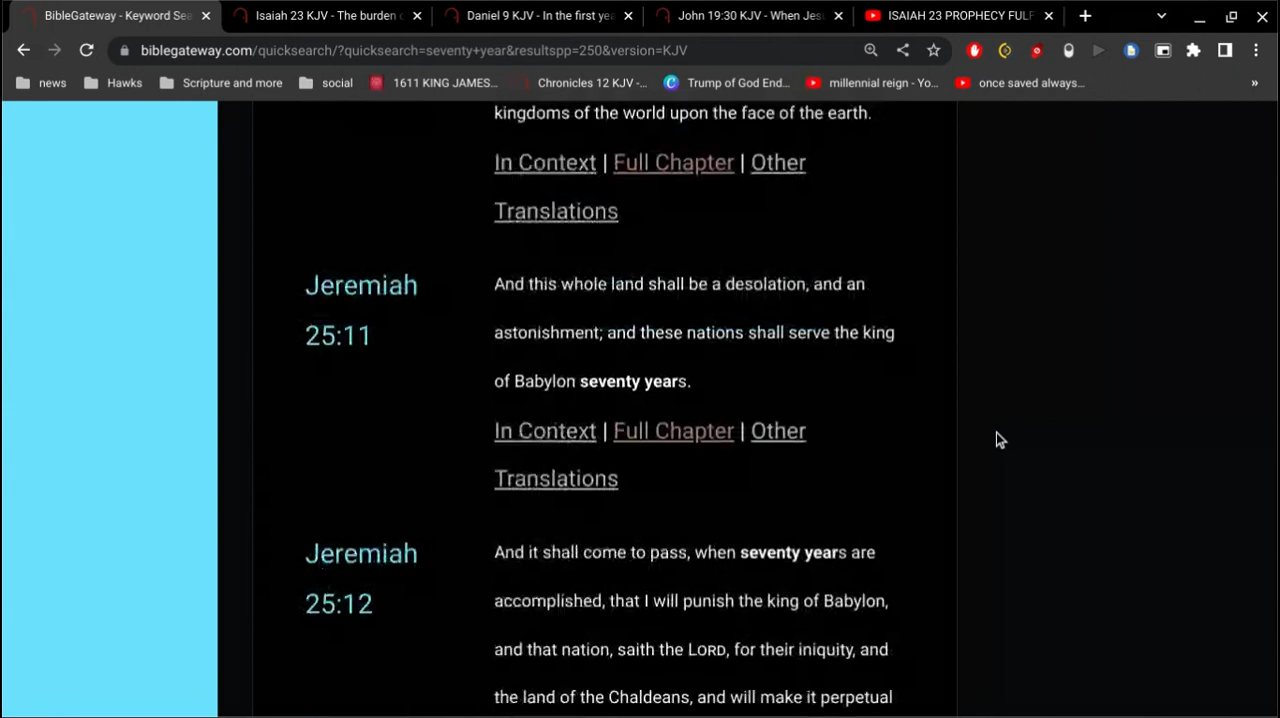 BibleGateway - Keyword Sea
Isaiah 23 KJV - The burden o
Daniel 9 KJV - In the first yea
John 19:30 KJV - When Jesu
ISAIAH 23 PROPHECY FULF
biblegateway.com/quicksearch/?quicksearch=seventy+year&resultspp=250&version=KJV
news
Hawks
Scripture and more
social
1611 KING JAMES...
Chronicles 12 KJV -...
Trump of God End...
millennial reign - Yo...
once saved always...
»
kingdoms of the world upon the face of the earth.
In Context | Full Chapter | Other
Translations
Jeremiah
25:11
And this whole land shall be a desolation, and an
astonishment; and these nations shall serve the king
of Babylon seventy years.
In Context | Full Chapter | Other
Translations
Jeremiah
25:12
And it shall come to pass, when seventy years are
accomplished, that I will punish the king of Babylon,
and that nation, saith the LORD, for their iniquity, and
the land of the Chaldeans, and will make it perpetual